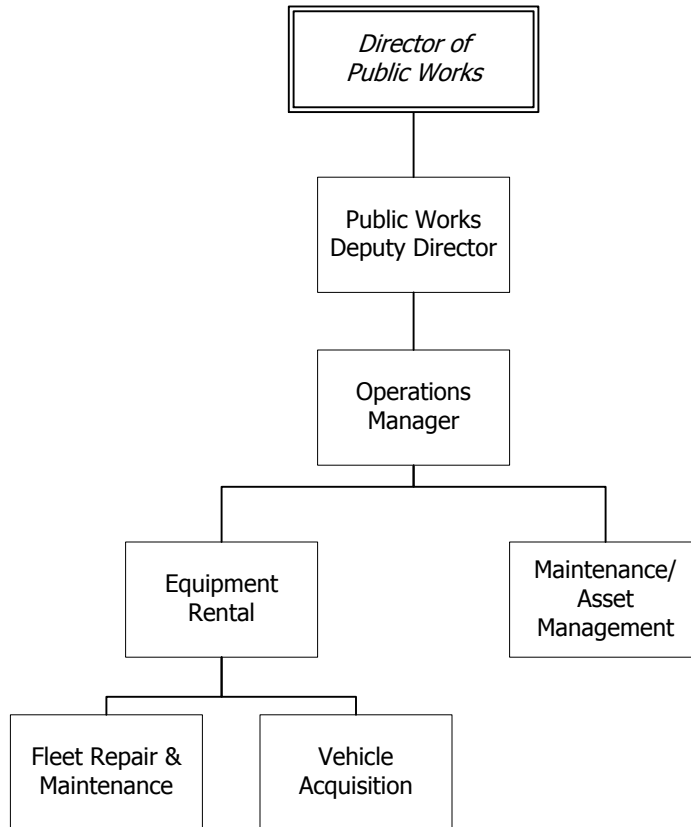 Director of
Public Works
Public Works
Deputy Director
Operations
Manager
Equipment
Rental
Maintenance/
Asset
Management
Fleet Repair &
Maintenance
Vehicle
Acquisition